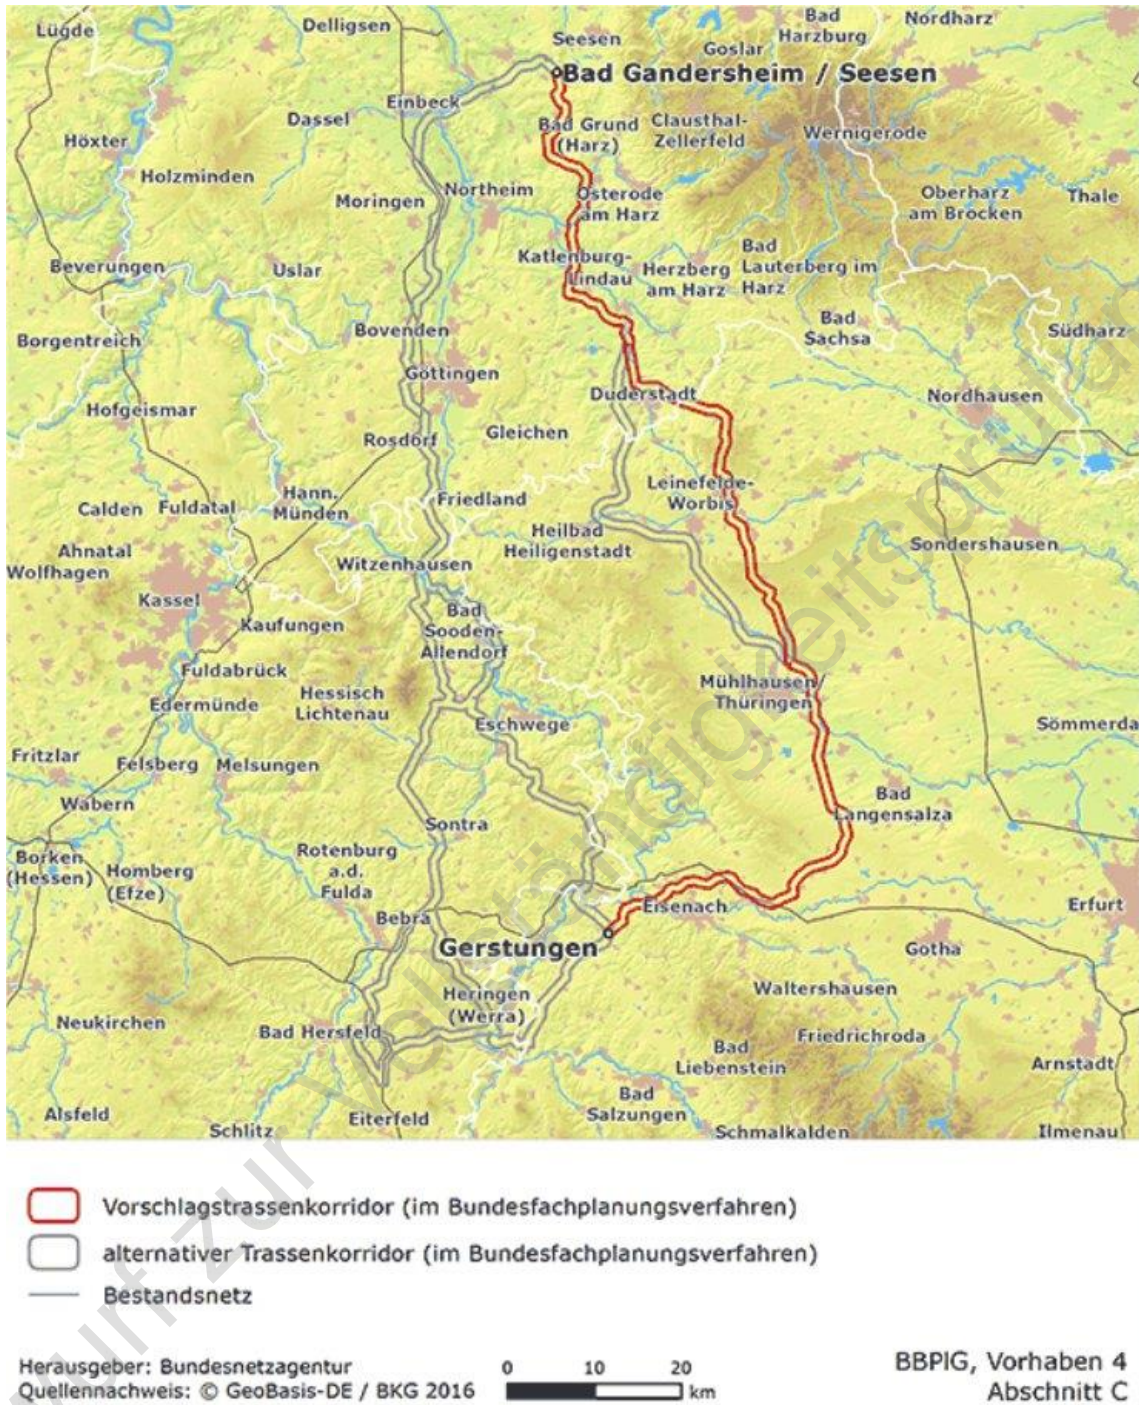 Lügde
Delligsen
Bad
Harzburg
Nordharz
Seesen
Goslar
Bad Gandersheim / Seesen
Einbeck
Dassel
Bad Grund
(Harz)
Clausthal-
Zellerfeld
Wernigerode
Höxter
Holzminden
Moringen
Northeim
Osterode
am Harz
Oberharz
am Brocken
Thale
Beverungen
Uslar
Katlenburg-
Lindau
Herzberg
am Harz
Bad
Lauterberg im
Harz
Borgentreich
Bovenden
Bad
Sachsa
Südharz
Göttingen
Duderstadt
Nordhausen
Hofgeismar
Rosdorf
Gleichen
Calden
Fuldatal
Hann.
Münden
Friedland
Leinefelde-
Worbis
Heilbad
Heiligenstadt
Sondershausen
Ahnatal
Wolfhagen
Witzenhausen
Kassel
Kaufungen
Bad
Sooden-
Allendorf
Fuldabrück
Edermünde
Hessisch
Lichtenau
Mühlhausen/
Thüringen
Eschwege
Sömmerda
Fritzlar
Felsberg
Melsungen
Wabern
Sontra
Bad
Langensalza
Borken
(Hessen)
Homberg
(Efze)
Rotenburg
a.d.
Fulda
Bebra
Eisenach
Erfurt
Gerstungen
Gotha
Heringen
(Werra)
Waltershausen
Neukirchen
Bad Hersfeld
Friedrichroda
Bad
Liebenstein
Arnstadt
Alsfeld
Schlitz
Eiterfeld
Bad
Salzungen
Schmalkalden
Ilmenau
Vorschlagstrassenkorridor (im Bundesfachplanungsverfahren)
alternativer Trassenkorridor (im Bundesfachplanungsverfahren)
Bestandsnetz
Herausgeber: Bundesnetzagentur
Quellennachweis: © GeoBasis-DE / BKG 2016
0 10 20
km
BBPlG, Vorhaben 4
Abschnitt C
wurf zur Vollständigkeitsprüfun